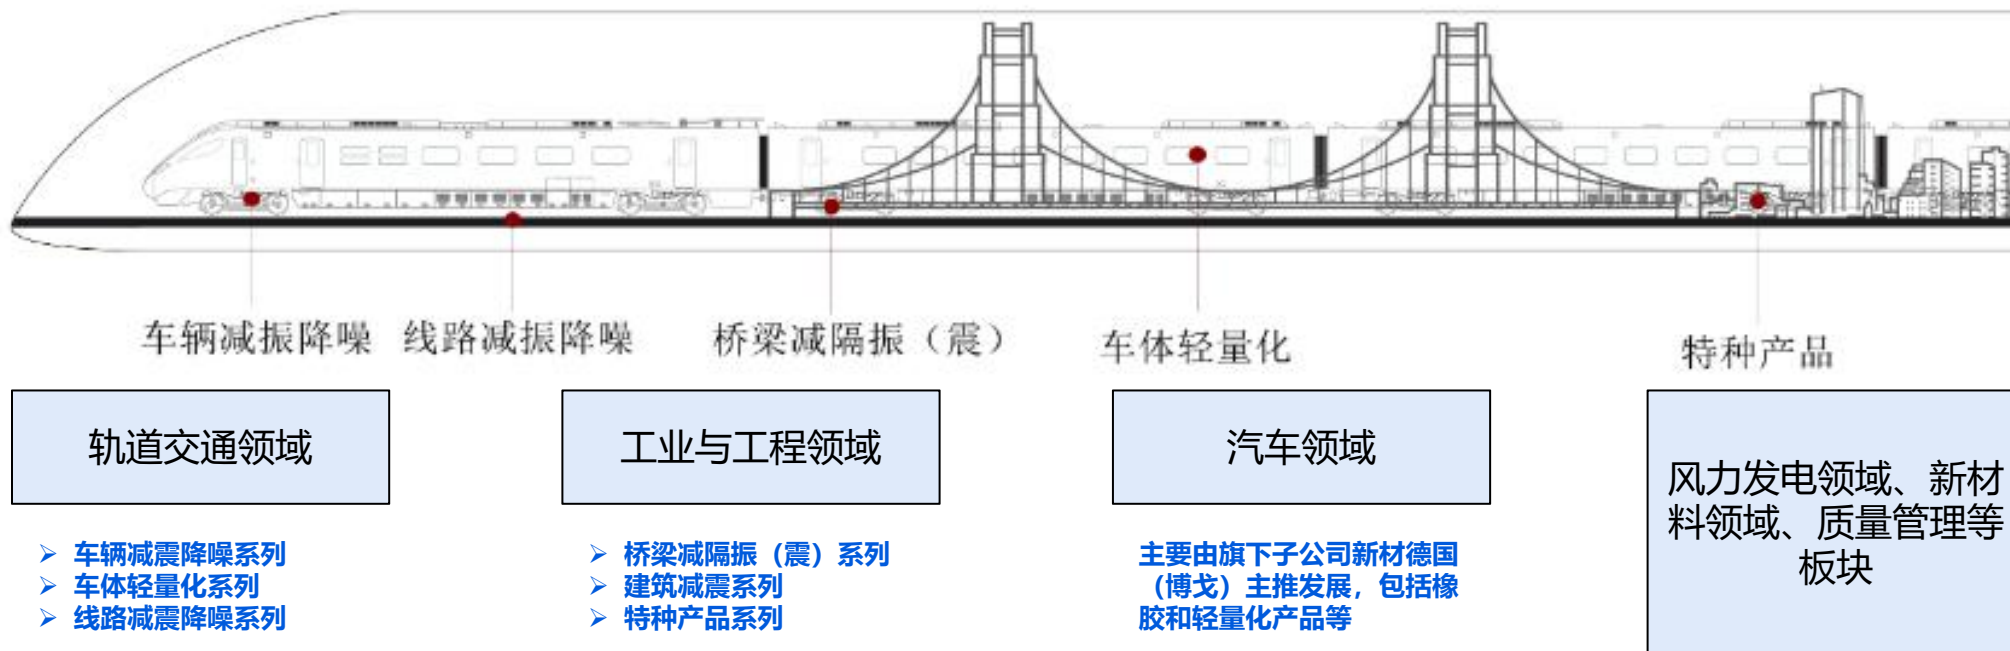 车辆减振降噪
线路减振降噪
桥梁减隔振（震）
车体轻量化
特种产品
轨道交通领域
➢ 车辆减震降噪系列
➢ 车体轻量化系列
➢ 线路减震降噪系列
工业与工程领域
➢ 桥梁减隔振（震）系列
➢ 建筑减震系列
➢ 特种产品系列
汽车领域
主要由旗下子公司新材德国
（博戈）主推发展，包括橡
胶和轻量化产品等
风力发电领域、新材
料领域、质量管理等
板块